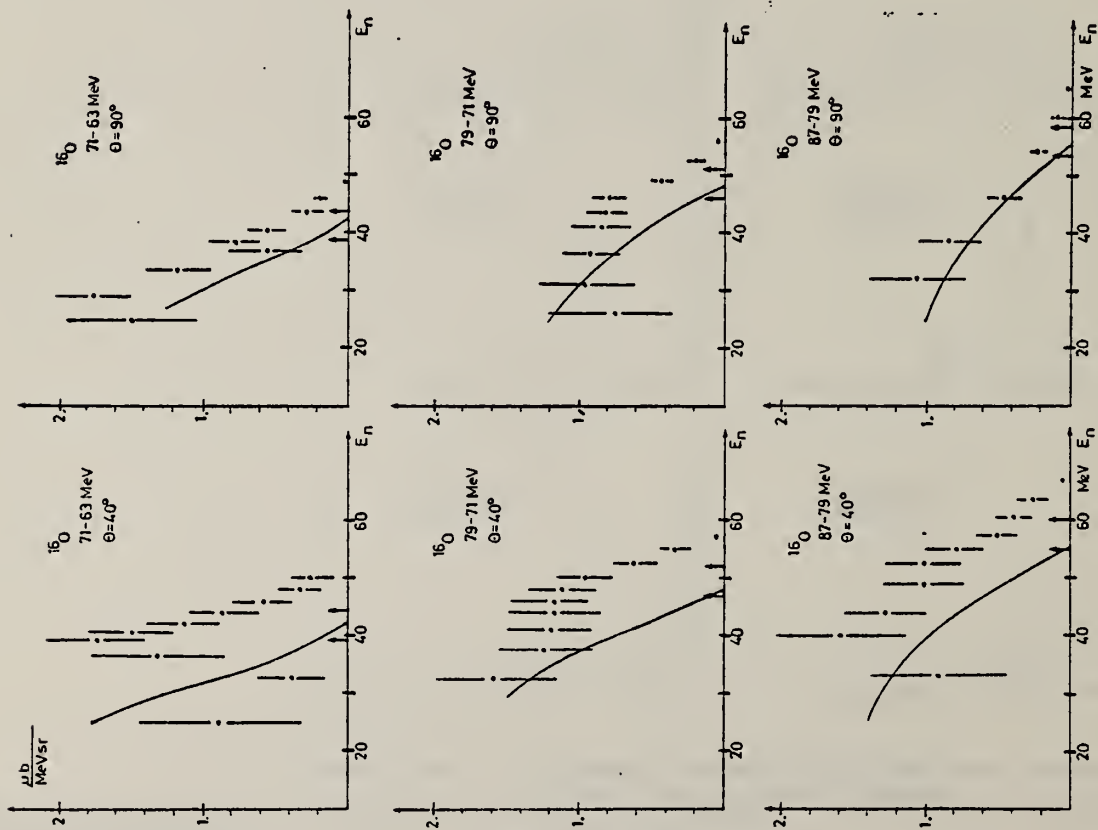 μb
MeV sr
2.
1.
20
40
60
En
16O
71-63 MeV
Θ=40°
2.
1.
20
40
60
En
16O
71-63 MeV
Θ=90°
2.
1.
20
40
60
En
16O
79-71 MeV
Θ=40°
2.
1.
20
40
60
En
16O
79-71 MeV
Θ=90°
2.
1.
20
40
60
MeV
En
16O
87-79 MeV
Θ=40°
2.
1.
20
40
60
MeV
En
16O
87-79 MeV
Θ=90°